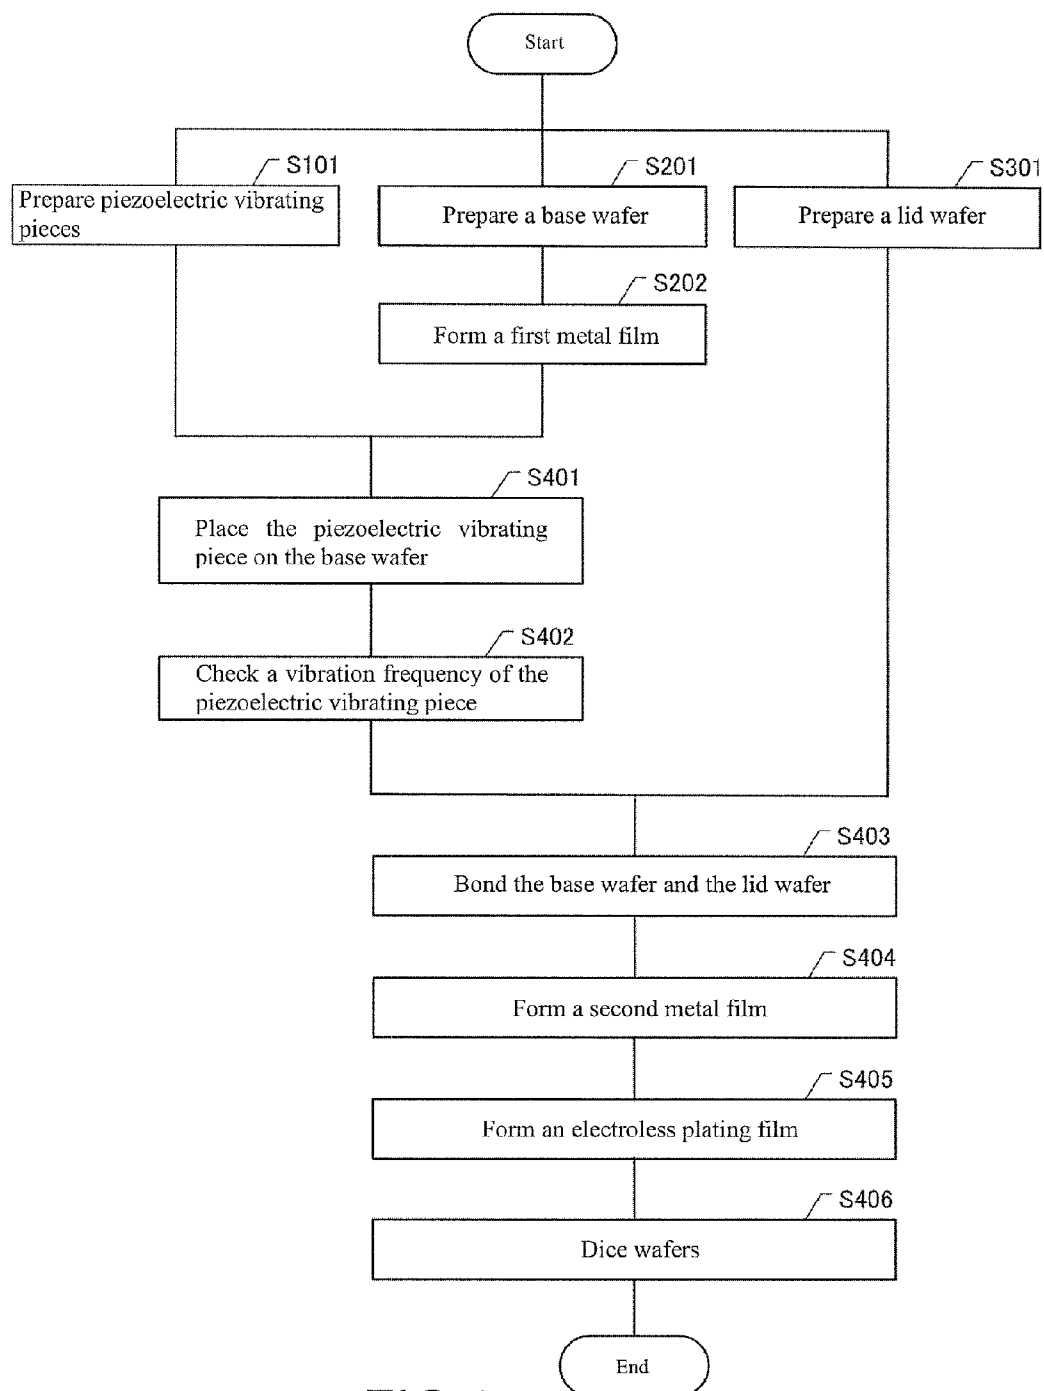 Start
S101
Prepare piezoelectric vibrating
pieces
S201
Prepare a base wafer
S301
Prepare a lid wafer
S202
Form a first metal film
S401
Place the piezoelectric vibrating
piece on the base wafer
S402
Check a vibration frequency of the
piezoelectric vibrating piece
S403
Bond the base wafer and the lid wafer
S404
Form a second metal film
S405
Form an electroless plating film
S406
Dice wafers
End